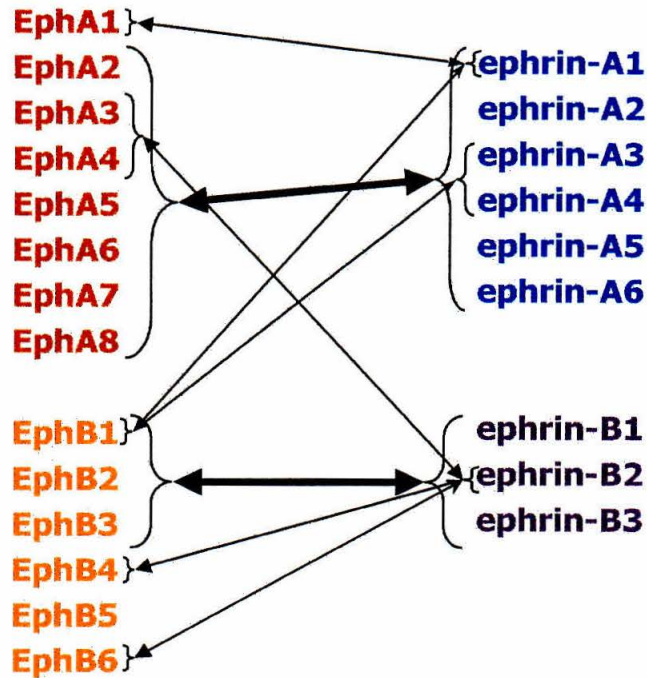 EphA1
EphA2
EphA3
EphA4
EphA5
EphA6
EphA7
EphA8
EphB1
EphB2
EphB3
EphB4
EphB5
EphB6
ephrin-A1
ephrin-A2
ephrin-A3
ephrin-A4
ephrin-A5
ephrin-A6
ephrin-B1
ephrin-B2
ephrin-B3